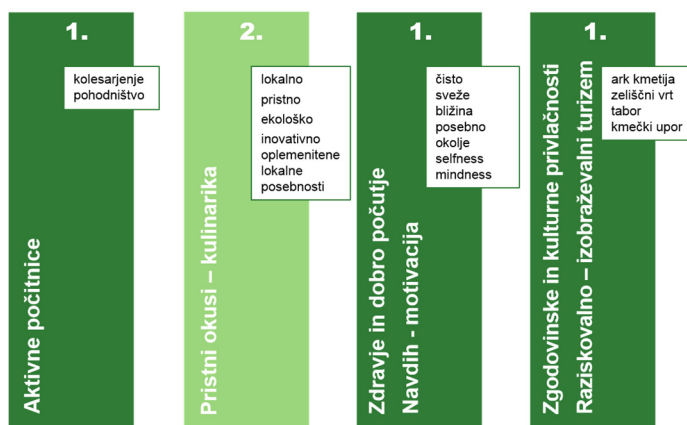 1.
kolesarjenje
pohodništvo
Aktivne počitnice
2.
lokalno
pristno
ekološko
inovativno
oplemenitene
lokalne
posebnosti
Pristni okusi – kulinarika
1.
čisto
sveže
bližina
posebno
okolje
selfness
mindness
Zdravje in dobro počutje
Navdih - motivacija
1.
ark kmetija
zeliščni vrt
tabor
kmečki upor
Zgodovinske in kulturne privlačnosti
Raziskovalno – izobraževalni turizem